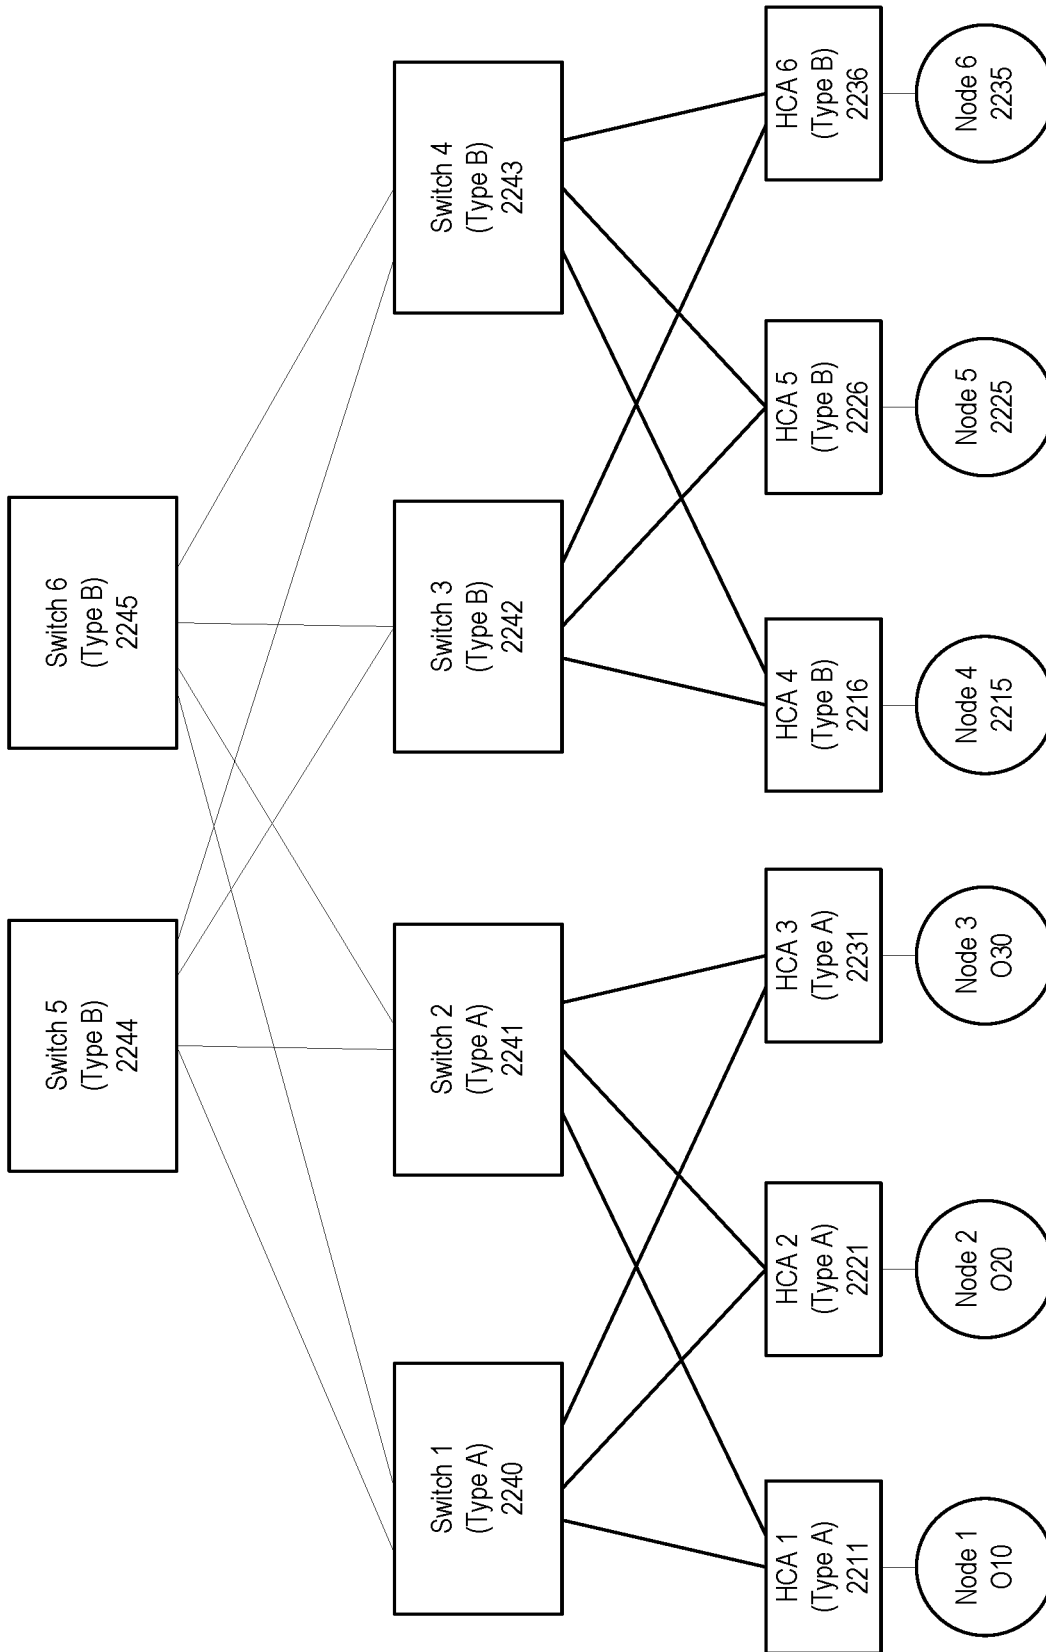 Switch 5
(Type B)
2244
Switch 6
(Type B)
2245
Switch 1
(Type A)
2240
Switch 2
(Type A)
2241
Switch 3
(Type B)
2242
Switch 4
(Type B)
2243
HCA 1
(Type A)
2211
HCA 2
(Type A)
2221
HCA 3
(Type A)
2231
HCA 4
(Type B)
2216
HCA 5
(Type B)
2226
HCA 6
(Type B)
2236
Node 1
O10
Node 2
O20
Node 3
O30
Node 4
2215
Node 5
2225
Node 6
2235